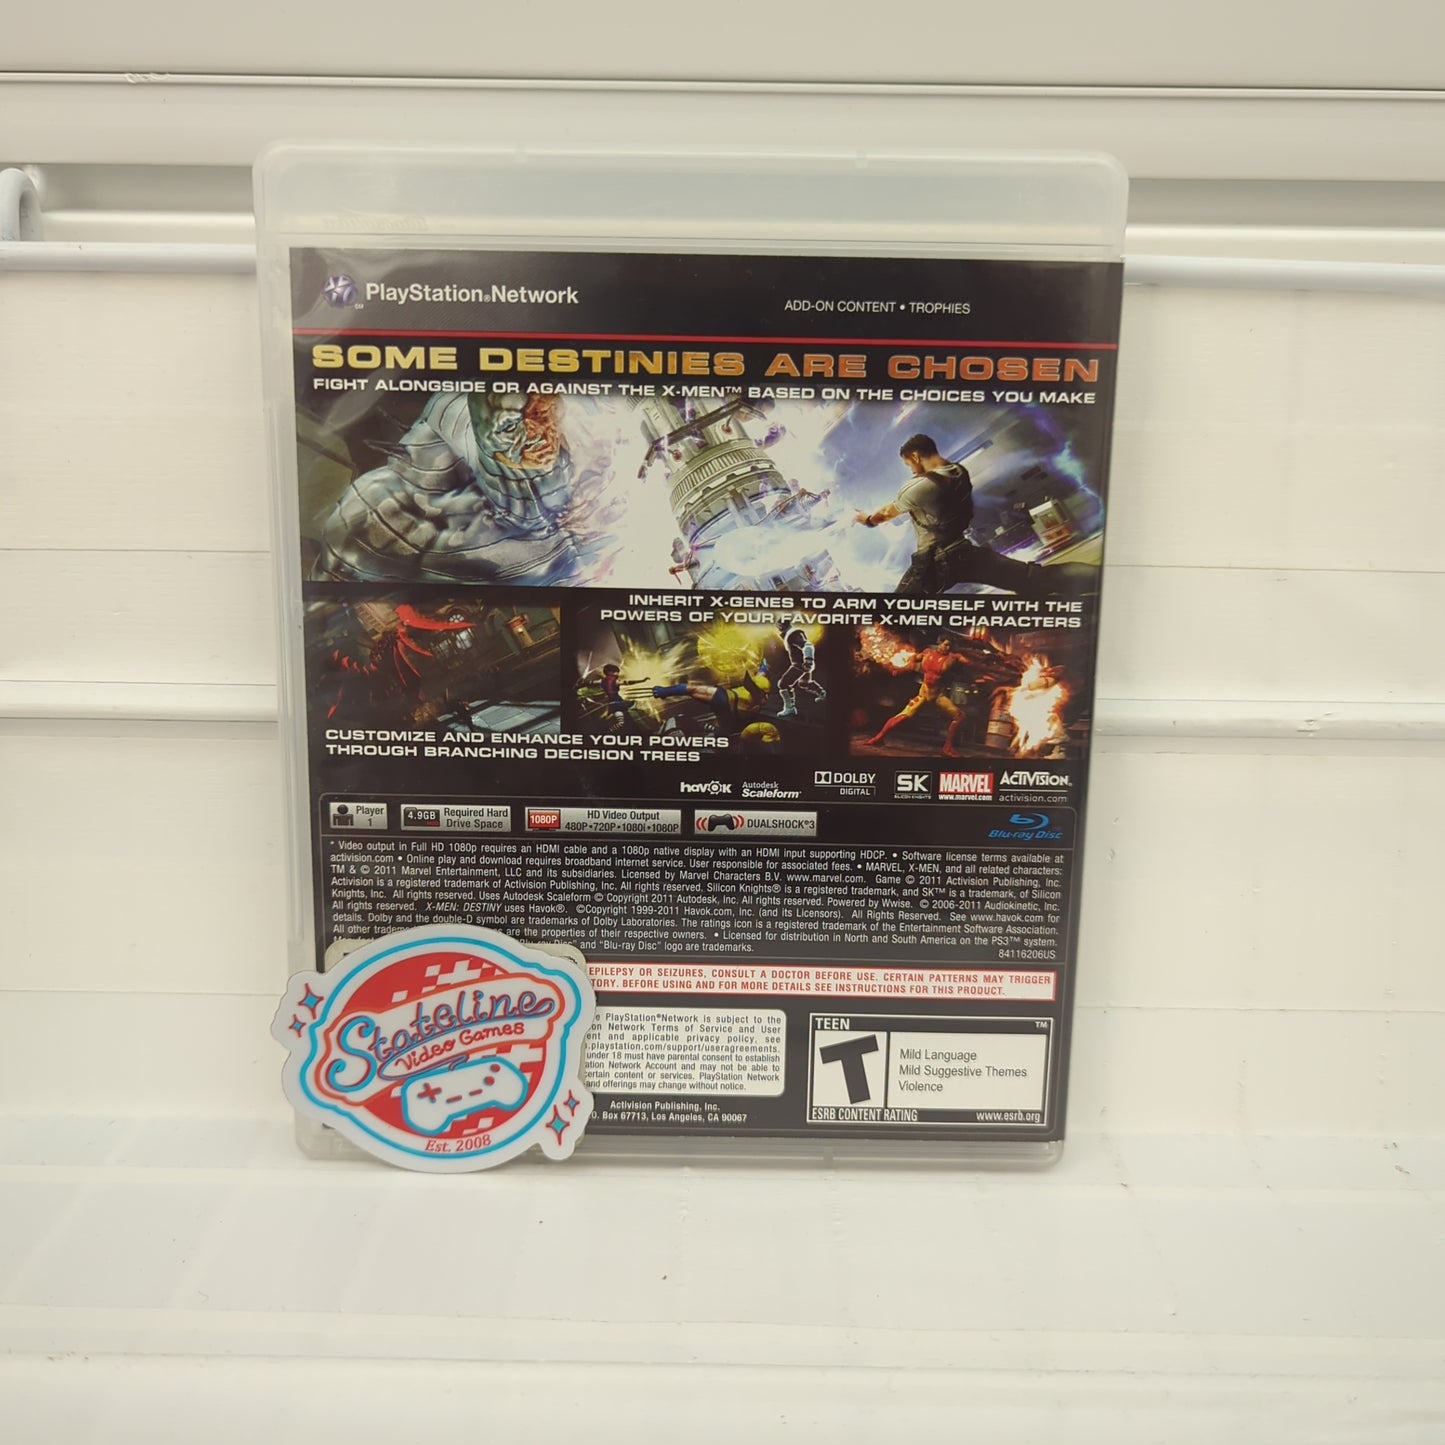 PlayStation®Network
ADD-ON CONTENT • TROPHIES
SOME DESTINIES ARE CHOSEN
FIGHT ALONGSIDE OR AGAINST THE X-MEN™ BASED ON THE CHOICES YOU MAKE
INHERIT X-GENES TO ARM YOURSELF WITH THE
POWERS OF YOUR FAVORITE X-MEN CHARACTERS
CUSTOMIZE AND ENHANCE YOUR POWERS
THROUGH BRANCHING DECISION TREES
havok Autodesk Scaleform DOLBY DIGITAL SK SILICON KNIGHTS MARVEL www.marvel.com ACTIVISION activision.com
Player 1
4.9GB Required Hard Drive Space
1080P HD Video Output 480P•720P•1080i•1080P
DUALSHOCK®3
Blu-ray Disc
* Video output in Full HD 1080p requires an HDMI cable and a 1080p native display with an HDMI input supporting HDCP. • Software license terms available at
activision.com • Online play and download requires broadband internet service. User responsible for associated fees. • MARVEL, X-MEN, and all related characters:
TM & © 2011 Marvel Entertainment, LLC and its subsidiaries. Licensed by Marvel Characters B.V. www.marvel.com. Game © 2011 Activision Publishing, Inc.
Activision is a registered trademark of Activision Publishing, Inc. All rights reserved. Silicon Knights® is a registered trademark, and SK™ is a trademark, of Silicon
Knights, Inc. All rights reserved. Uses Autodesk Scaleform © Copyright 2011 Autodesk, Inc. All rights reserved. Powered by Wwise. © 2006-2011 Audiokinetic, Inc.
All rights reserved. X-MEN: DESTINY uses Havok®. ©Copyright 1999-2011 Havok.com, Inc. (and its Licensors). All Rights Reserved. See www.havok.com for
details. Dolby and the double-D symbol are trademarks of Dolby Laboratories. The ratings icon is a registered trademark of the Entertainment Software Association.
All other are the properties of their respective owners. • Licensed for distribution in North and South America on the PS3™ system.
and "Blu-ray Disc" logo are trademarks.
84116206US
EPILEPSY OR SEIZURES, CONSULT A DOCTOR BEFORE USE. CERTAIN PATTERNS MAY TRIGGER
BEFORE USING AND FOR MORE DETAILS SEE INSTRUCTIONS FOR THIS PRODUCT.
PlayStation®Network is subject to the
Network Terms of Service and User
and applicable privacy policy, see
.playstation.com/support/useragreements.
under 18 must have parental consent to establish
Network Account and may not be able to
certain content or services. PlayStation Network
and offerings may change without notice.
Activision Publishing, Inc.
Box 67713, Los Angeles, CA 90067
TEEN ™
T
Mild Language
Mild Suggestive Themes
Violence
ESRB CONTENT RATING www.esrb.org
Stateline
Video Games
Est. 2008